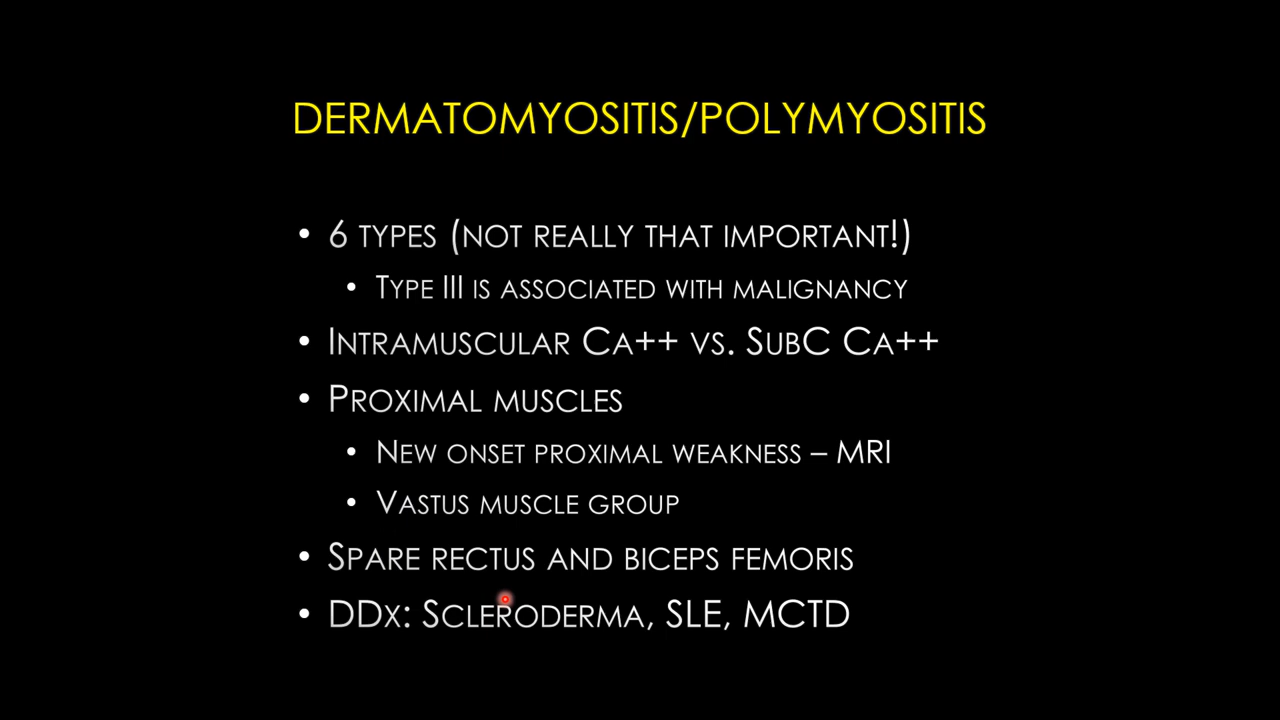 DERMATOMYOSITIS/POLYMYOSITIS
• 6 TYPES (NOT REALLY THAT IMPORTANT!)
• TYPE III IS ASSOCIATED WITH MALIGNANCY
• INTRAMUSCULAR CA++ VS. SUBC CA++
• PROXIMAL MUSCLES
• NEW ONSET PROXIMAL WEAKNESS – MRI
• VASTUS MUSCLE GROUP
• SPARE RECTUS AND BICEPS FEMORIS
• DDX: SCLERODERMA, SLE, MCTD